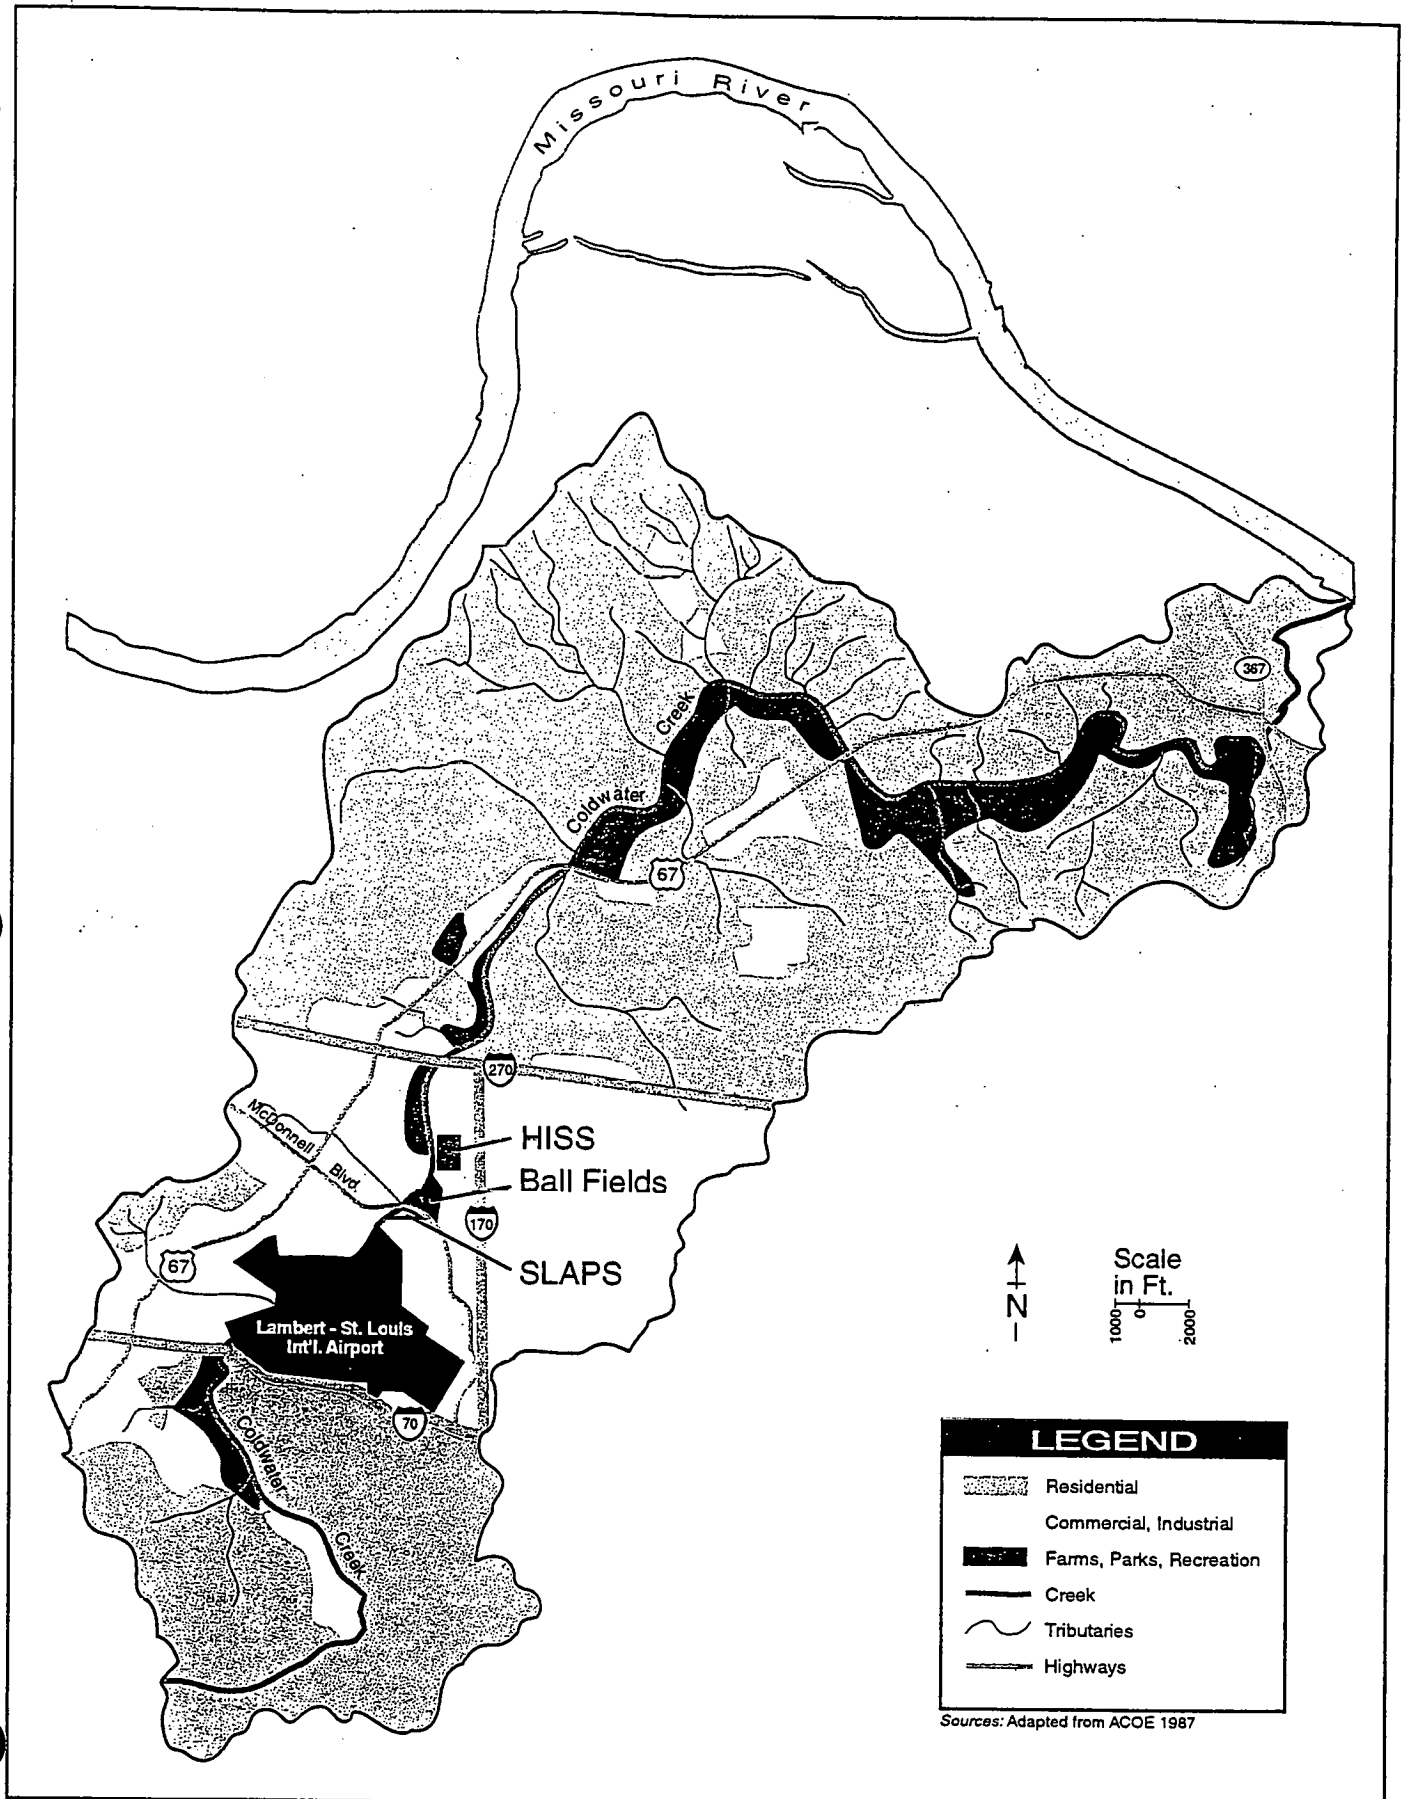 Missouri River
367
Creek
Coldwater
67
270
McDonnell
Blvd.
HISS
Ball Fields
170
SLAPS
67
Scale
in Ft.
N
1000
0
2000
Lambert - St. Louis
Int'l. Airport
70
Coldwater
Creek
LEGEND
Residential
Commercial, Industrial
Farms, Parks, Recreation
Creek
Tributaries
Highways
Sources: Adapted from ACOE 1987